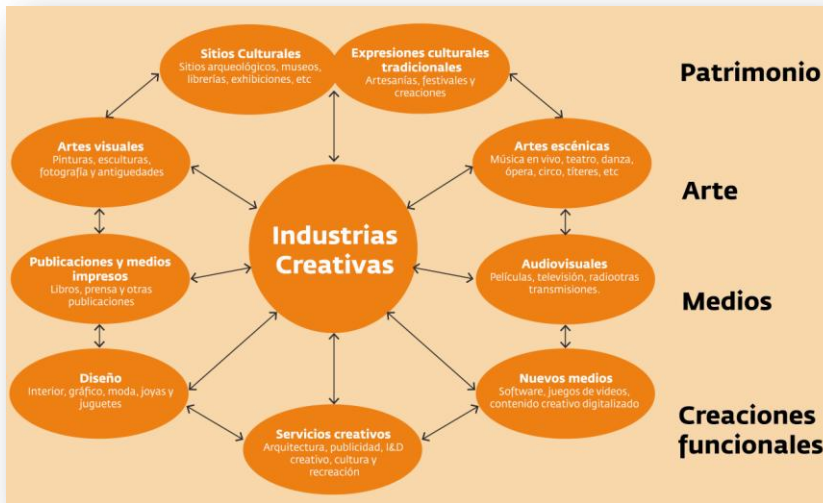 Sitios Culturales
Sitios arqueológicos, museos,
librerías, exhibiciones, etc
Expresiones culturales
tradicionales
Artesanías, festivales y
creaciones
Patrimonio
Artes visuales
Pinturas, esculturas,
fotografía y antiguedades
Artes escénicas
Música en vivo, teatro, danza,
ópera, circo, títeres, etc
Arte
Industrias
Creativas
Publicaciones y medios
impresos
Libros, prensa y otras
publicaciones
Audiovisuales
Películas, televisión, radiootras
transmisiones.
Medios
Diseño
Interior, gráfico, moda, joyas y
juguetes
Nuevos medios
Software, juegos de videos,
contenido creativo digitalizado
Servicios creativos
Arquitectura, publicidad, I&D
creativo, cultura y
recreación
Creaciones
funcionales